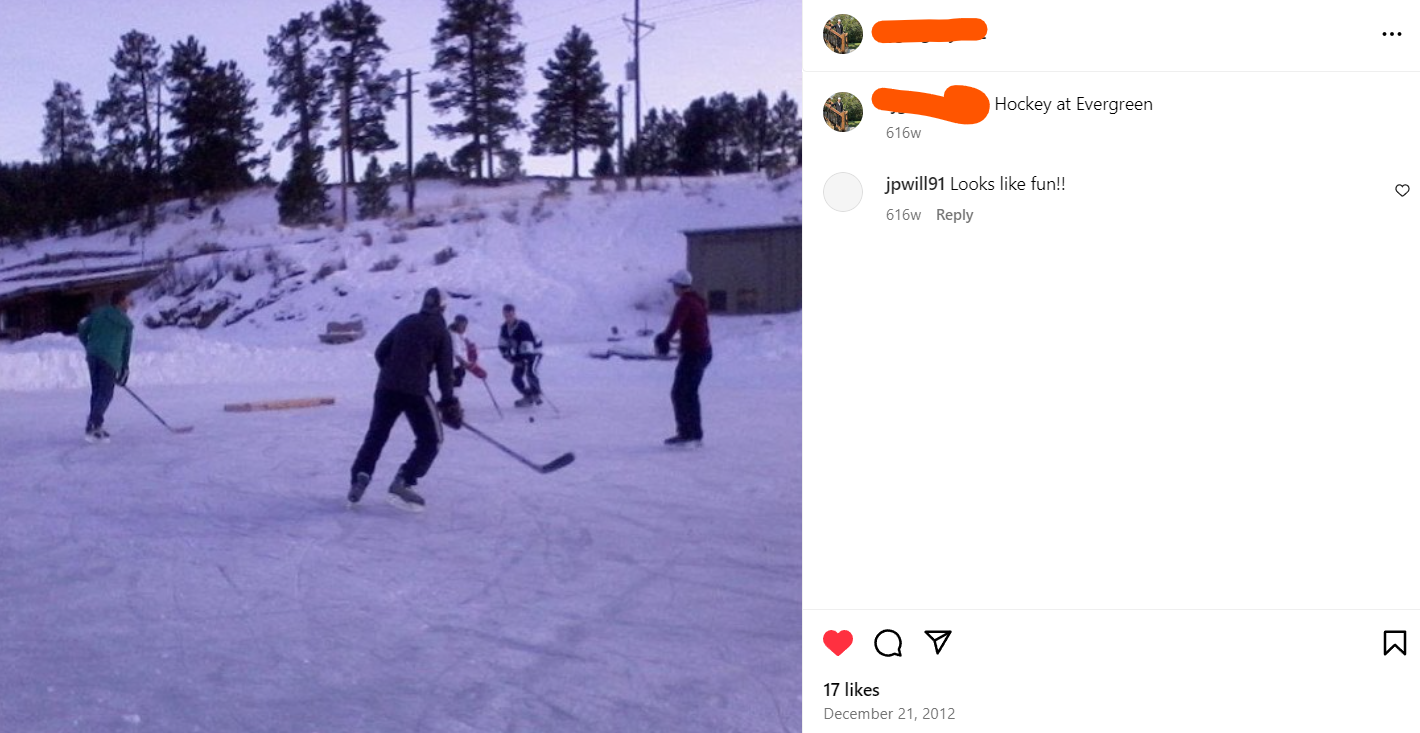 Hockey at Evergreen
616w
jpwill91 Looks like fun!!
616w Reply
17 likes
December 21, 2012